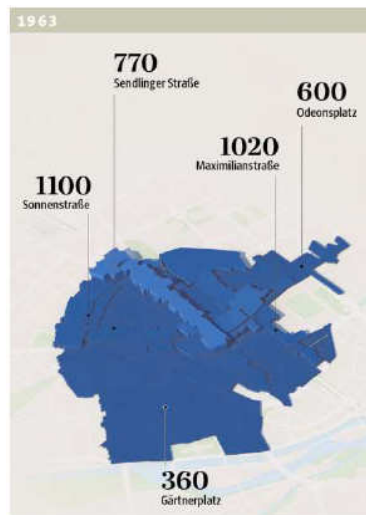 1963
770
Sendlinger Straße
600
Odeonsplatz
1020
Maximilianstraße
1100
Sonnenstraße
360
Gärtnerplatz